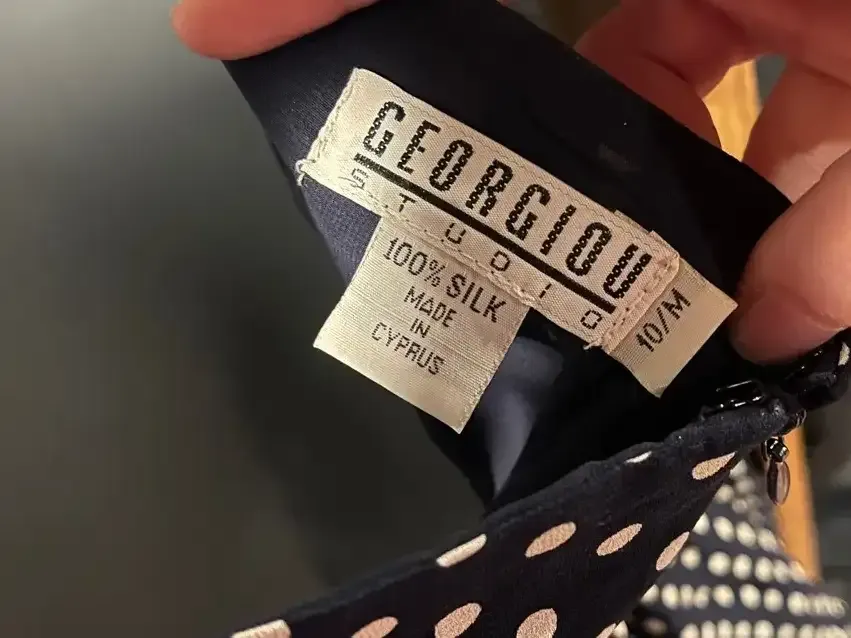 GEORGIOU
STUDIO
100% SILK
MADE
IN
CYPRUS
10/M